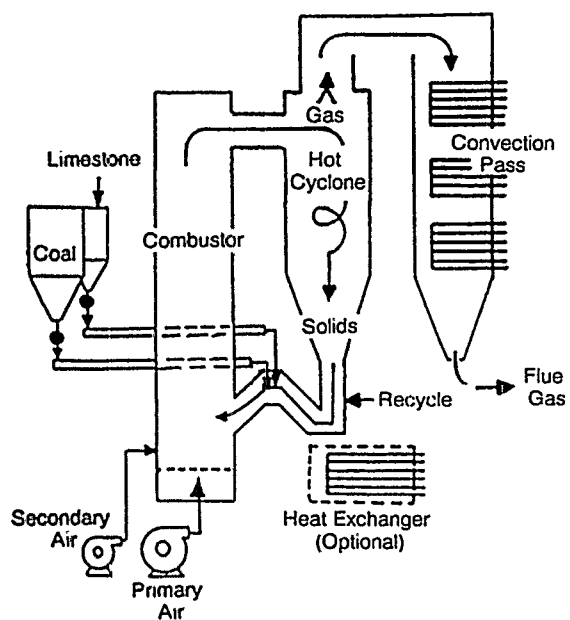 Gas
Convection
Pass
Limestone
Hot
Cyclone
Coal
Combustor
Solids
Flue
Gas
Recycle
Secondary
Air
Heat Exchanger
(Optional)
Primary
Air